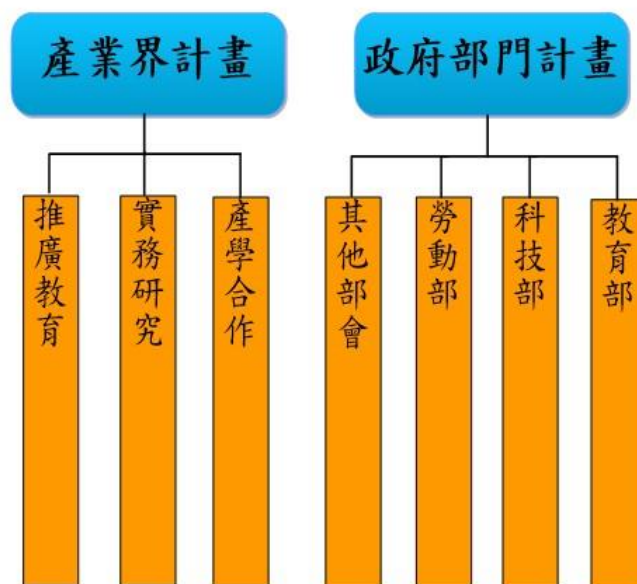 產業界計畫
政府部門計畫
推廣教育
實務研究
產學合作
其他部會
勞動部
科技部
教育部